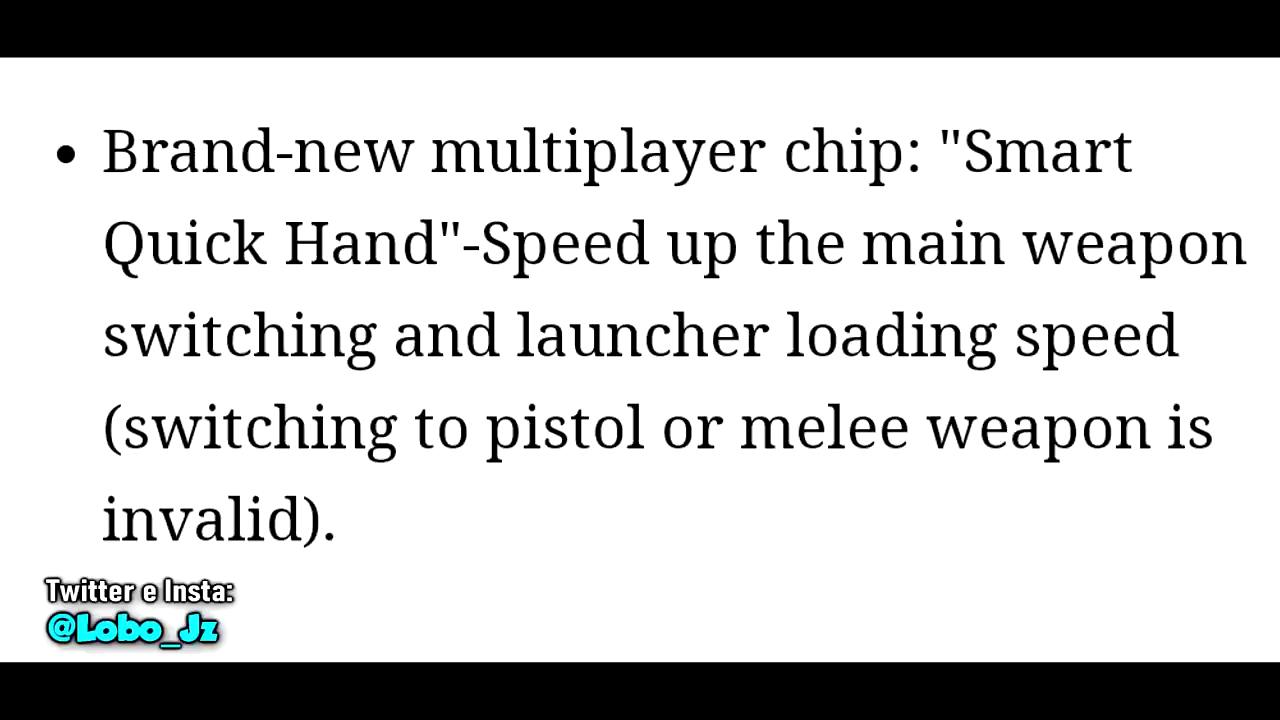 • Brand-new multiplayer chip: "Smart
Quick Hand"-Speed up the main weapon
switching and launcher loading speed
(switching to pistol or melee weapon is
invalid).
Twitter e Insta:
@Lobo_Jz